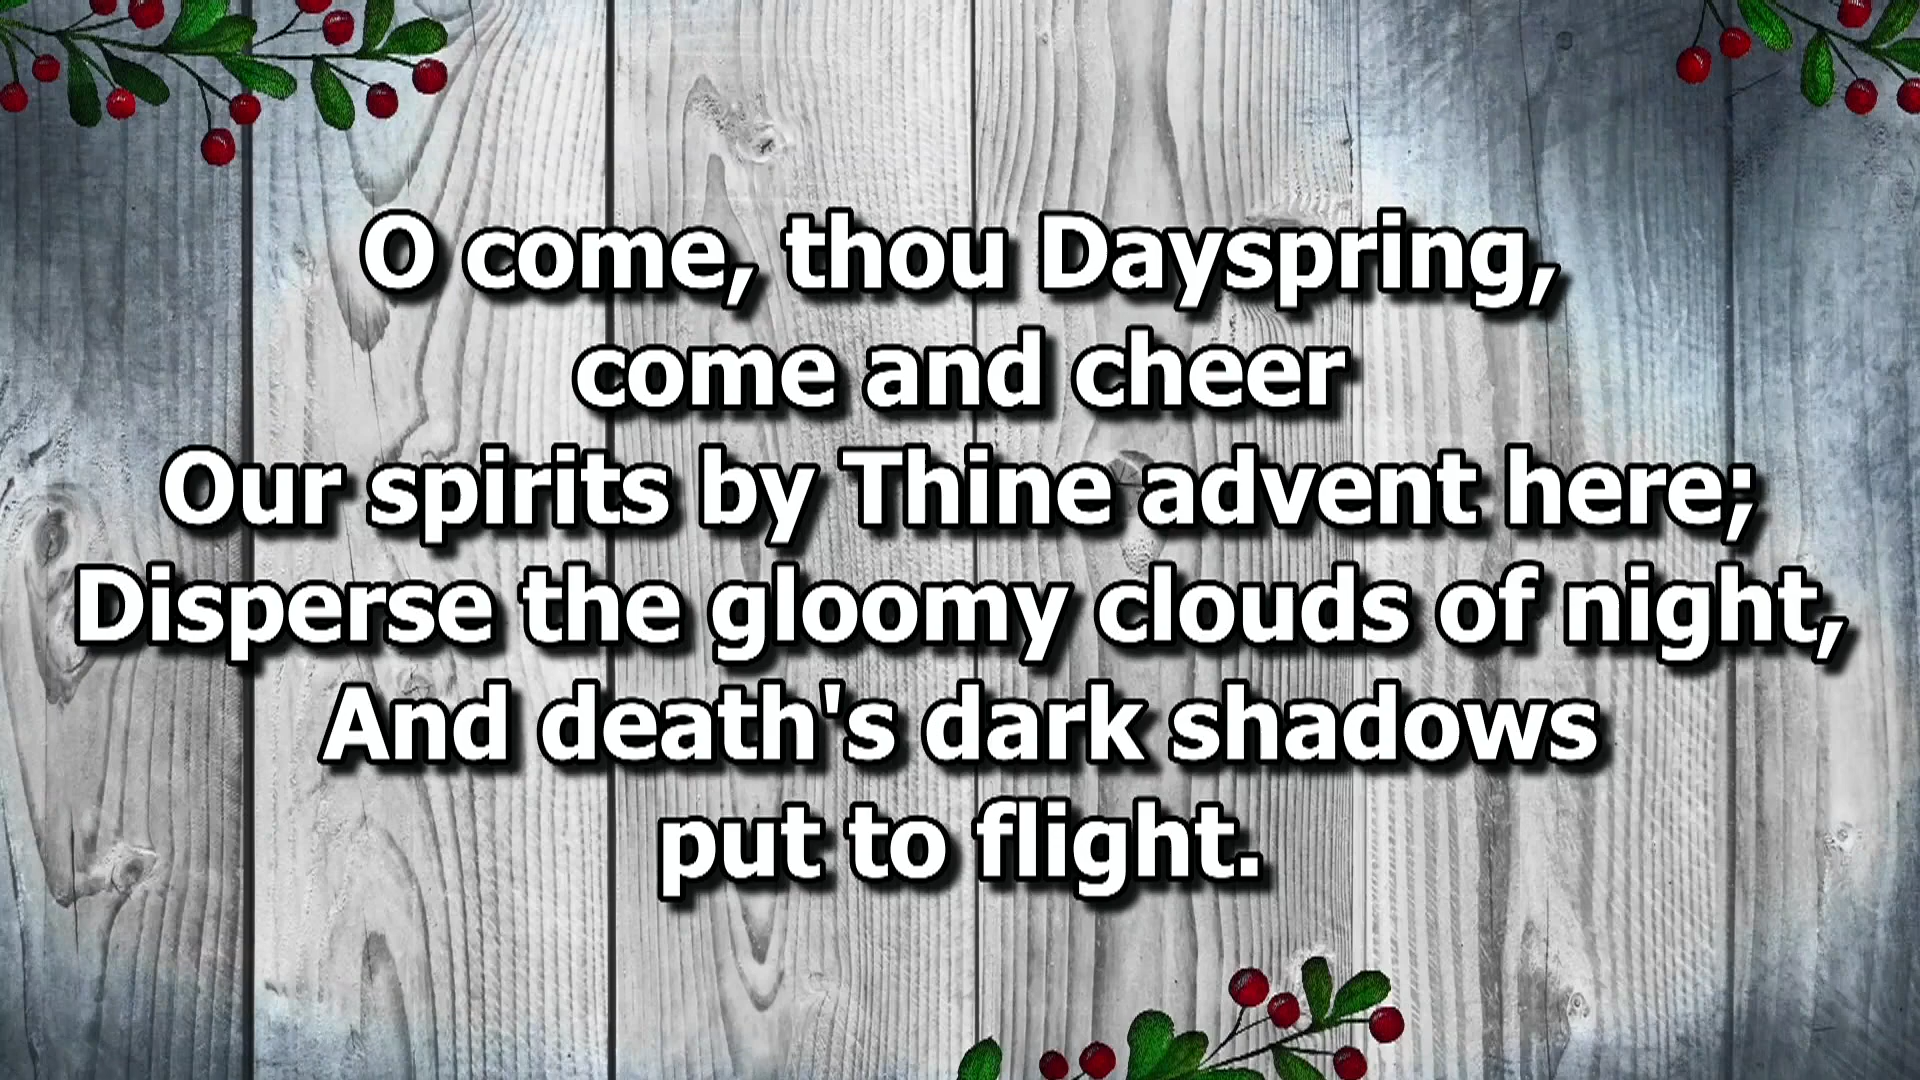 O come, thou Dayspring,
come and cheer
Our spirits by Thine advent here;
Disperse the gloomy clouds of night,
And death's dark shadows
put to flight.